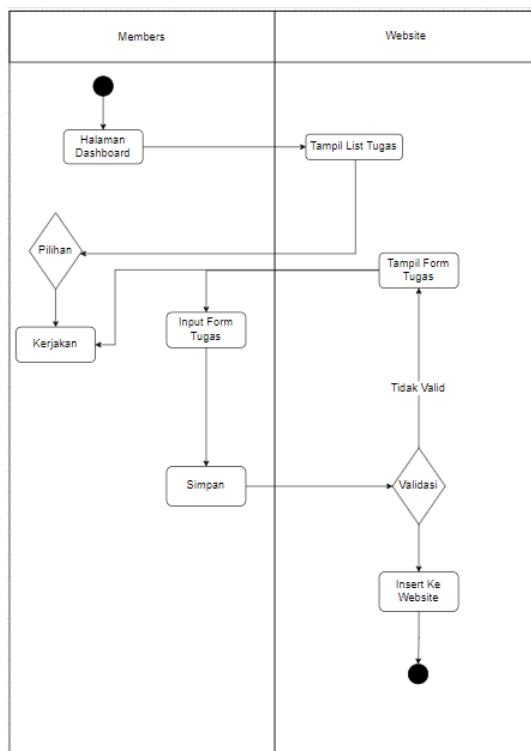 Members
Website
Halaman
Dashboard
Tampil List Tugas
Pilihan
Tampil Form
Tugas
Input Form
Tugas
Kerjakan
Tidak Valid
Simpan
Validasi
Insert Ke
Website